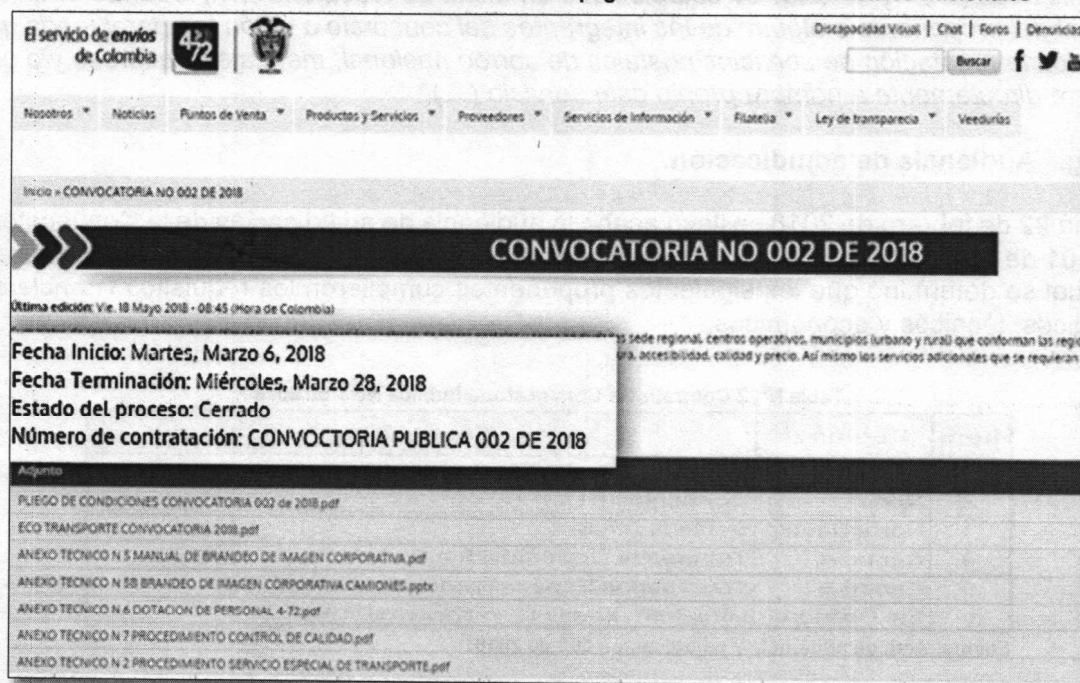 El servicio de envíos
de Colombia
4-72
Discapacidad Visual | Chat | Foros | Denuncias
Buscar
Nosotros Noticias Puntos de Venta Productos y Servicios Proveedores Servicios de Información Filatelia Ley de transparecia Veedurías
Inicio » CONVOCATORIA NO 002 DE 2018
CONVOCATORIA NO 002 DE 2018
Última edición: Vie, 18 Mayo 2018 - 08:45 (Hora de Colombia)
sede regional, centros operativos, municipios (urbano y rural) que conforman las
accesibilidad, calidad y precio. Así mismo los servicios adicionales que se requieran
Fecha Inicio: Martes, Marzo 6, 2018
Fecha Terminación: Miércoles, Marzo 28, 2018
Estado del proceso: Cerrado
Número de contratación: CONVOCTORIA PUBLICA 002 DE 2018
Adjunto
PLIEGO DE CONDICIONES CONVOCATORIA 002 de 2018.pdf
ECO TRANSPORTE CONVOCATORIA 2018.pdf
ANEXO TECNICO N 5 MANUAL DE BRANDEO DE IMAGEN CORPORATIVA.pdf
ANEXO TECNICO N 5B BRANDEO DE IMAGEN CORPORATIVA CAMIONES.pptx
ANEXO TECNICO N 6 DOTACION DE PERSONAL 4-72.pdf
ANEXO TECNICO N 7 PROCEDIMIENTO CONTROL DE CALIDAD.pdf
ANEXO TECNICO N 2 PROCEDIMIENTO SERVICIO ESPECIAL DE TRANSPORTE.pdf